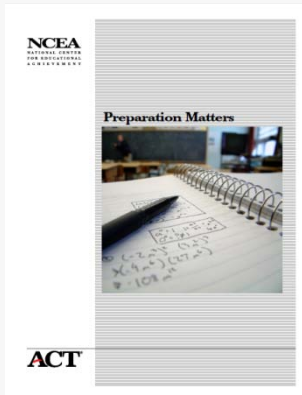 NCEA
NATIONAL CENTER
FOR EDUCATIONAL
ACHIEVEMENT
Preparation Matters
ACT